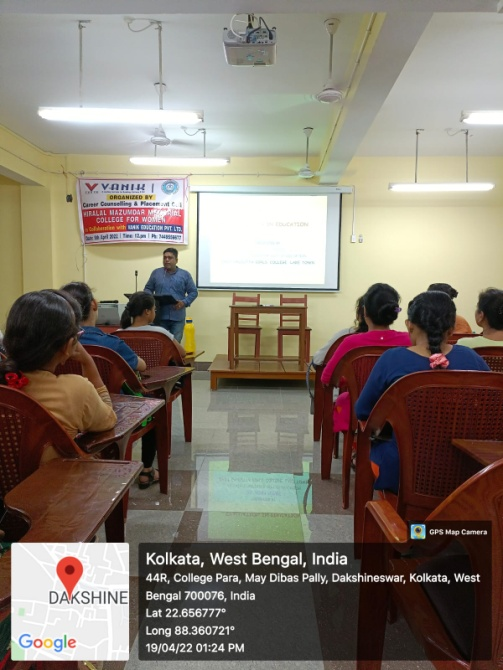 VANIK
ORGANIZED BY
Career Counselling & Placement Cell
HIRALAL MAZUMDAR MEMORIAL
COLLEGE FOR WOMEN
In Collaboration with VANIK EDUCATION PVT. LTD.
EDUCATION
GPS Map Camera
DAKSHINE
Google
Kolkata, West Bengal, India
44R, College Para, May Dibas Pally, Dakshineswar, Kolkata, West
Bengal 700076, India
Lat 22.656777°
Long 88.360721°
19/04/22 01:24 PM